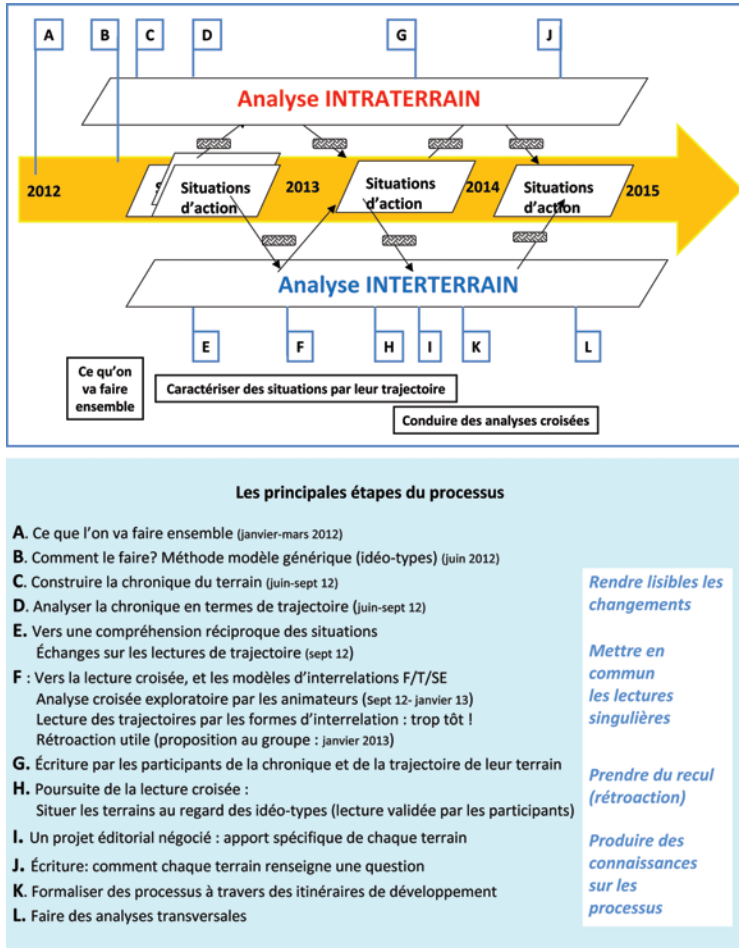 A
B
C
D
G
J
Analyse INTRATERRAIN
2012
S
Situations
d'action
2013
Situations
d'action
2014
Situations
d'action
2015
Analyse INTERTERRAIN
E
F
H
I
K
L
Ce qu'on
va faire
ensemble
Caractériser des situations par leur trajectoire
Conduire des analyses croisées
Les principales étapes du processus
A. Ce que l'on va faire ensemble (janvier-mars 2012)
B. Comment le faire? Méthode modèle générique (idéo-types) (juin 2012)
C. Construire la chronique du terrain (juin-sept 12)
D. Analyser la chronique en termes de trajectoire (juin-sept 12)
E. Vers une compréhension réciproque des situations
Échanges sur les lectures de trajectoire (sept 12)
F : Vers la lecture croisée, et les modèles d'interrelations F/T/SE
Analyse croisée exploratoire par les animateurs (Sept 12- janvier 13)
Lecture des trajectoires par les formes d'interrelation : trop tôt !
Rétroaction utile (proposition au groupe : janvier 2013)
G. Écriture par les participants de la chronique et de la trajectoire de leur terrain
H. Poursuite de la lecture croisée :
Situer les terrains au regard des idéo-types (lecture validée par les participants)
I. Un projet éditorial négocié : apport spécifique de chaque terrain
J. Écriture: comment chaque terrain renseigne une question
K. Formaliser des processus à travers des itinéraires de développement
L. Faire des analyses transversales
Rendre lisibles les
changements
Mettre en
commun
les lectures
singulières
Prendre du recul
(rétroaction)
Produire des
connaissances
sur les
processus